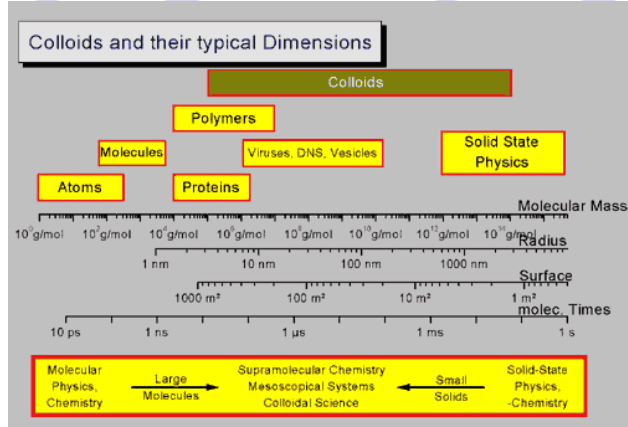 Colloids and their typical Dimensions
Colloids
Polymers
Molecules
Viruses, DNS, Vesicles
Solid State
Physics
Atoms
Proteins
Molecular Mass
10⁰g/mol 10²g/mol 10⁴g/mol 10⁶g/mol 10⁸g/mol 10¹⁰g/mol 10¹²g/mol 10¹⁴g/mol
Radius
1 nm 10 nm 100 nm 1000 nm
Surface
1000 m² 100 m² 10 m² 1 m²
molec. Times
10 ps 1 ns 1 µs 1 ms 1 s
Molecular
Physics,
Chemistry
Large
Molecules
Supramolecular Chemistry
Mesoscopical Systems
Colloidal Science
Small
Solids
Solid-State
Physics,
-Chemistry